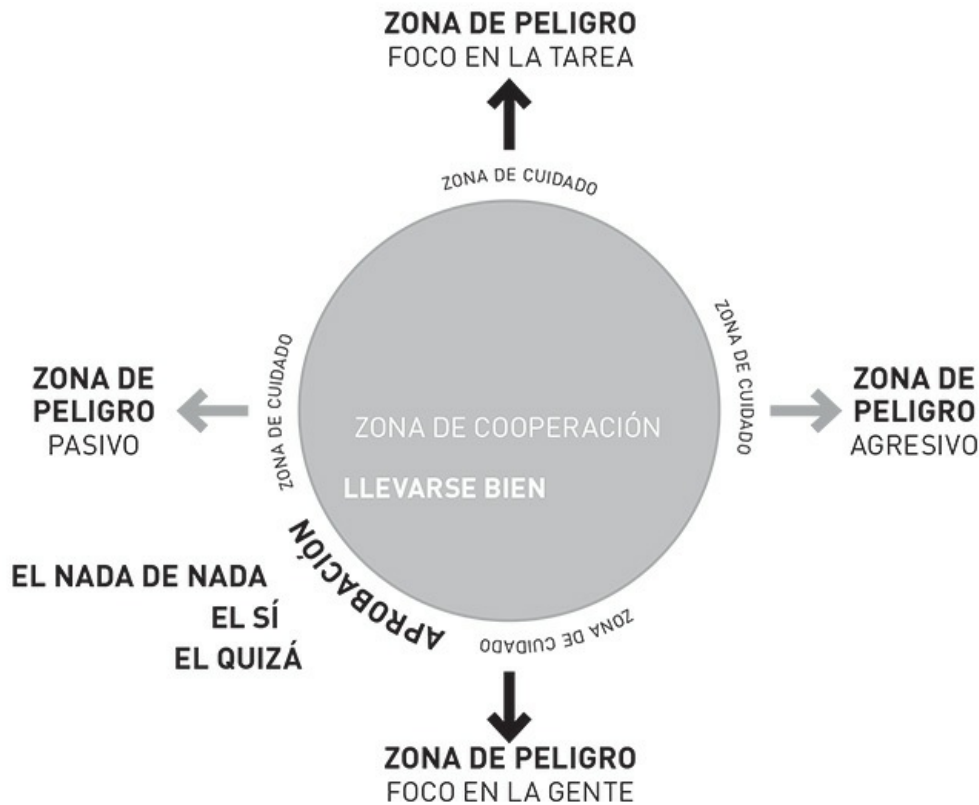 ZONA DE PELIGRO
FOCO EN LA TAREA
ZONA DE CUIDADO
ZONA DE CUIDADO
ZONA DE CUIDADO
ZONA DE
PELIGRO
PASIVO
ZONA DE
PELIGRO
AGRESIVO
ZONA DE COOPERACIÓN
LLEVARSE BIEN
APROBACIÓN
EL NADA DE NADA
EL SÍ
EL QUIZÁ
ZONA DE CUIDADO
ZONA DE PELIGRO
FOCO EN LA GENTE